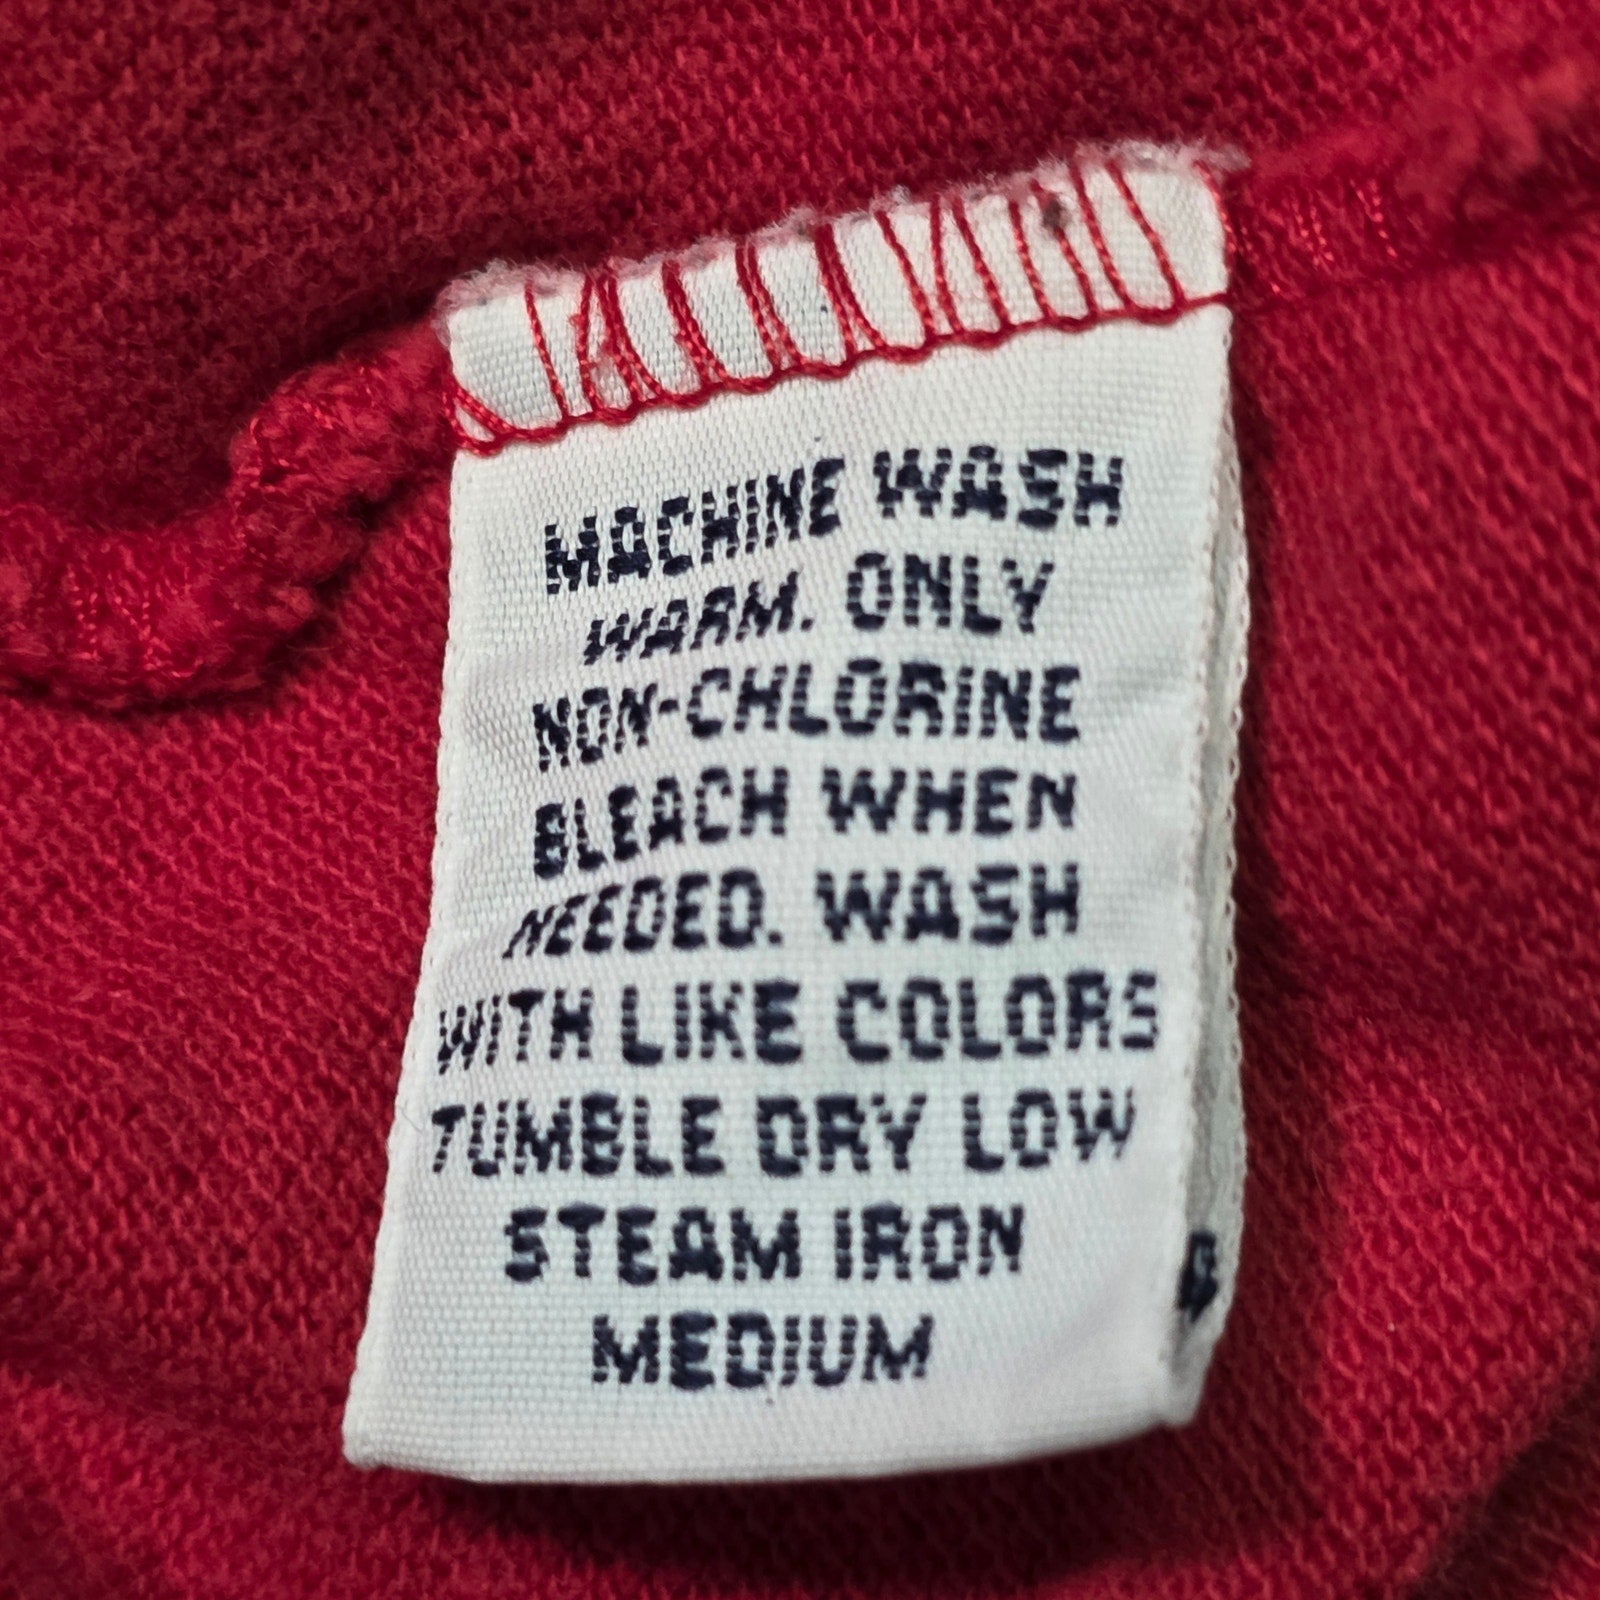 MACHINE WASH
WARM. ONLY
NON-CHLORINE
BLEACH WHEN
NEEDED. WASH
WITH LIKE COLORS
TUMBLE DRY LOW
STEAM IRON
MEDIUM